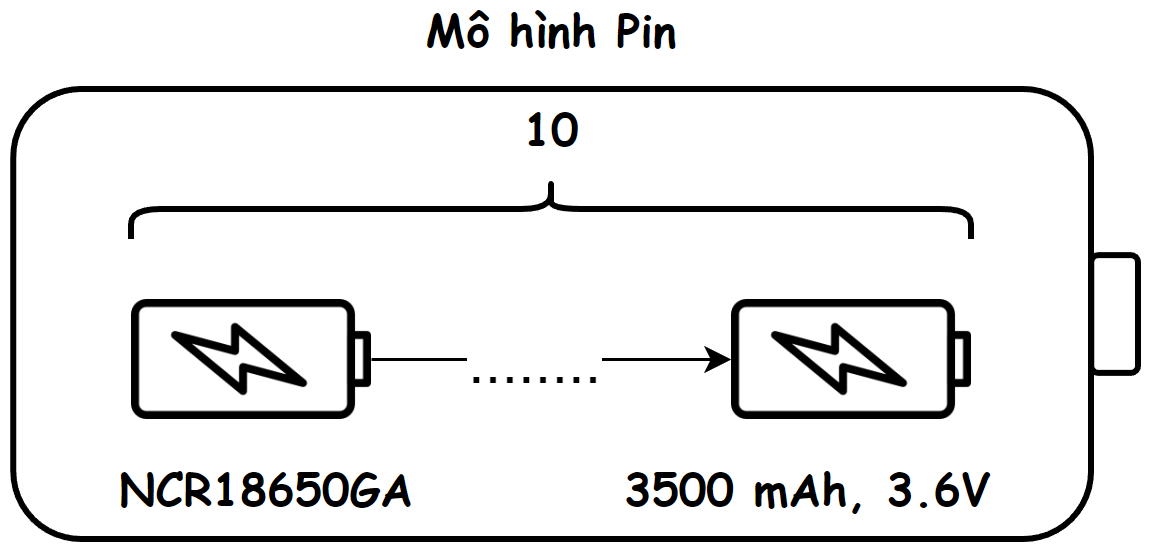 Mô hình Pin
10
........
NCR18650GA
3500 mAh, 3.6V